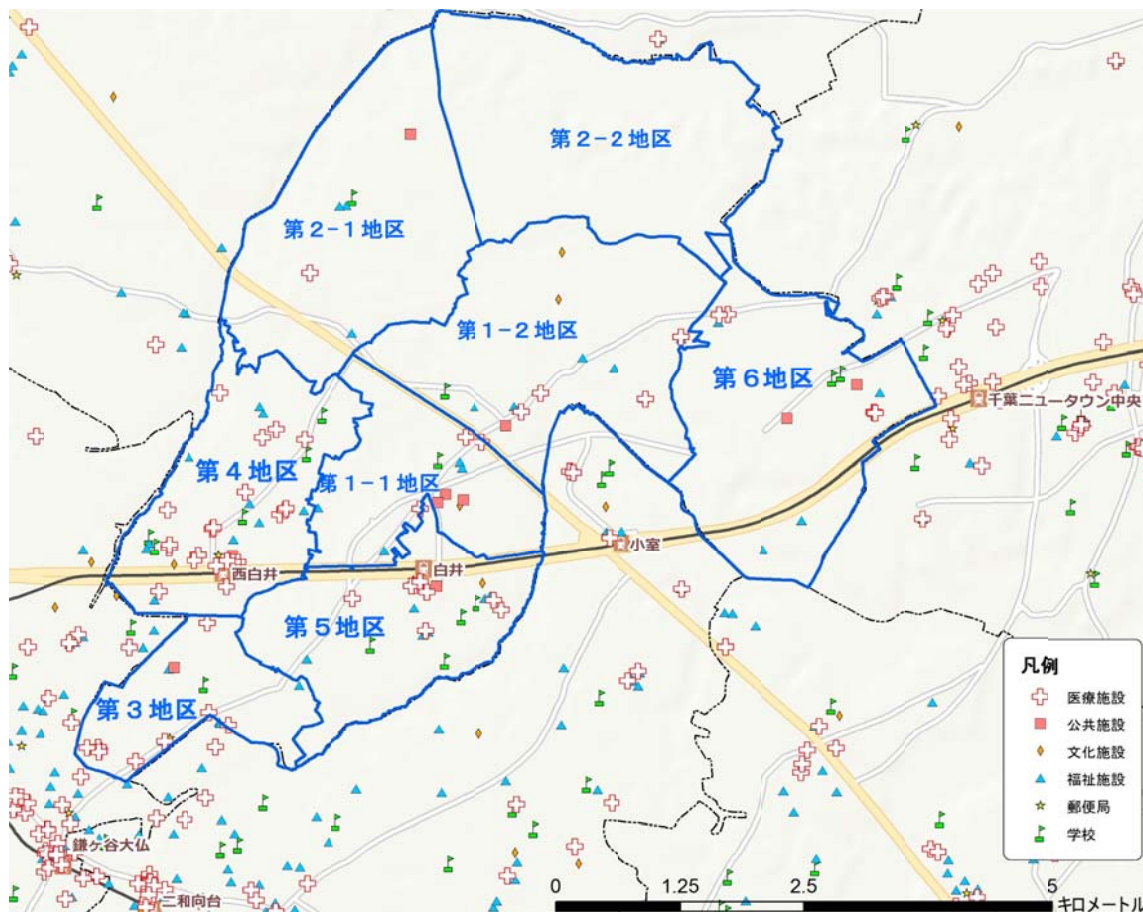 第2-2地区
第2-1地区
第1-2地区
第6地区
千葉ニュータウン中央
第4地区
第1-1地区
小室
西白井
白井
第5地区
第3地区
鎌ヶ谷大仏
二和向台
凡例
医療施設
公共施設
文化施設
福祉施設
郵便局
学校
0 1.25 2.5 5
キロメートル